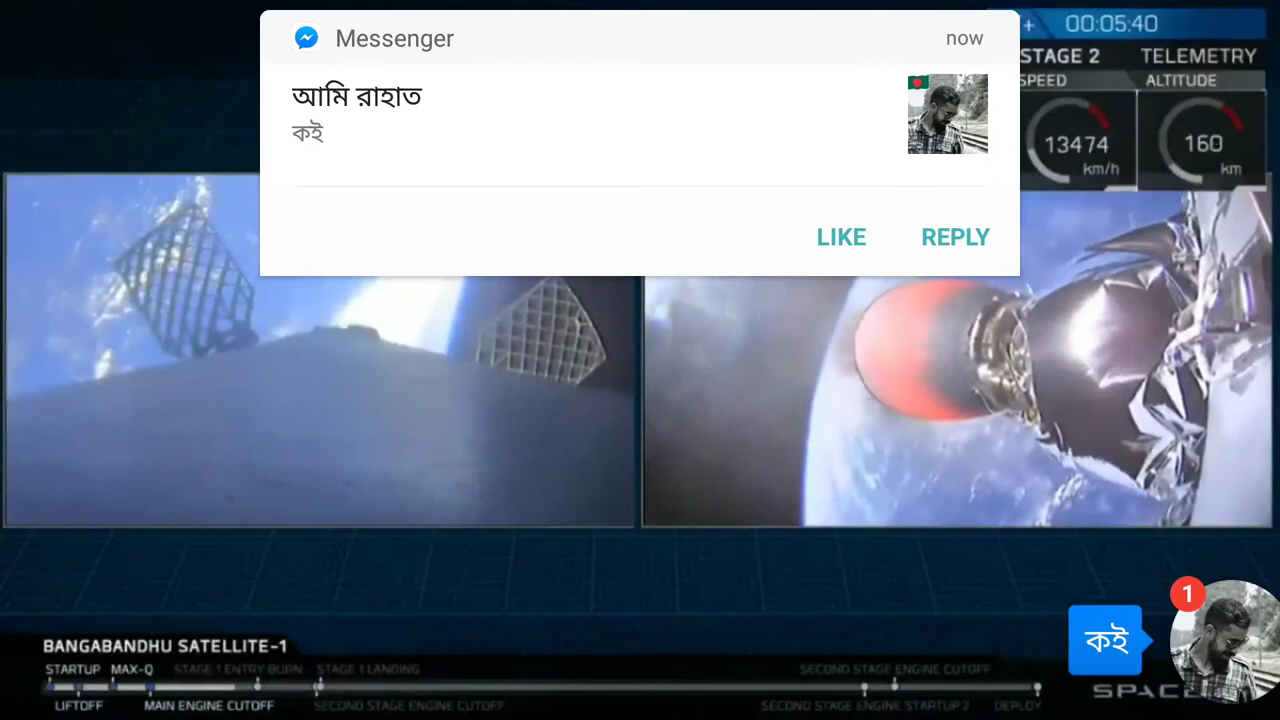 Messenger
now
আমি রাহাত
কই
LIKE
REPLY
+ 00:05:40
STAGE 2 TELEMETRY
SPEED ALTITUDE
13474 km/h
160 km
1
কই
BANGABANDHU SATELLITE-1
STARTUP MAX-Q STAGE 1 ENTRY BURN STAGE 1 LANDING SECOND STAGE ENGINE CUTOFF
LIFTOFF MAIN ENGINE CUTOFF SECOND STAGE ENGINE CUTOFF SECOND STAGE ENGINE STARTUP 2 DEPLOY